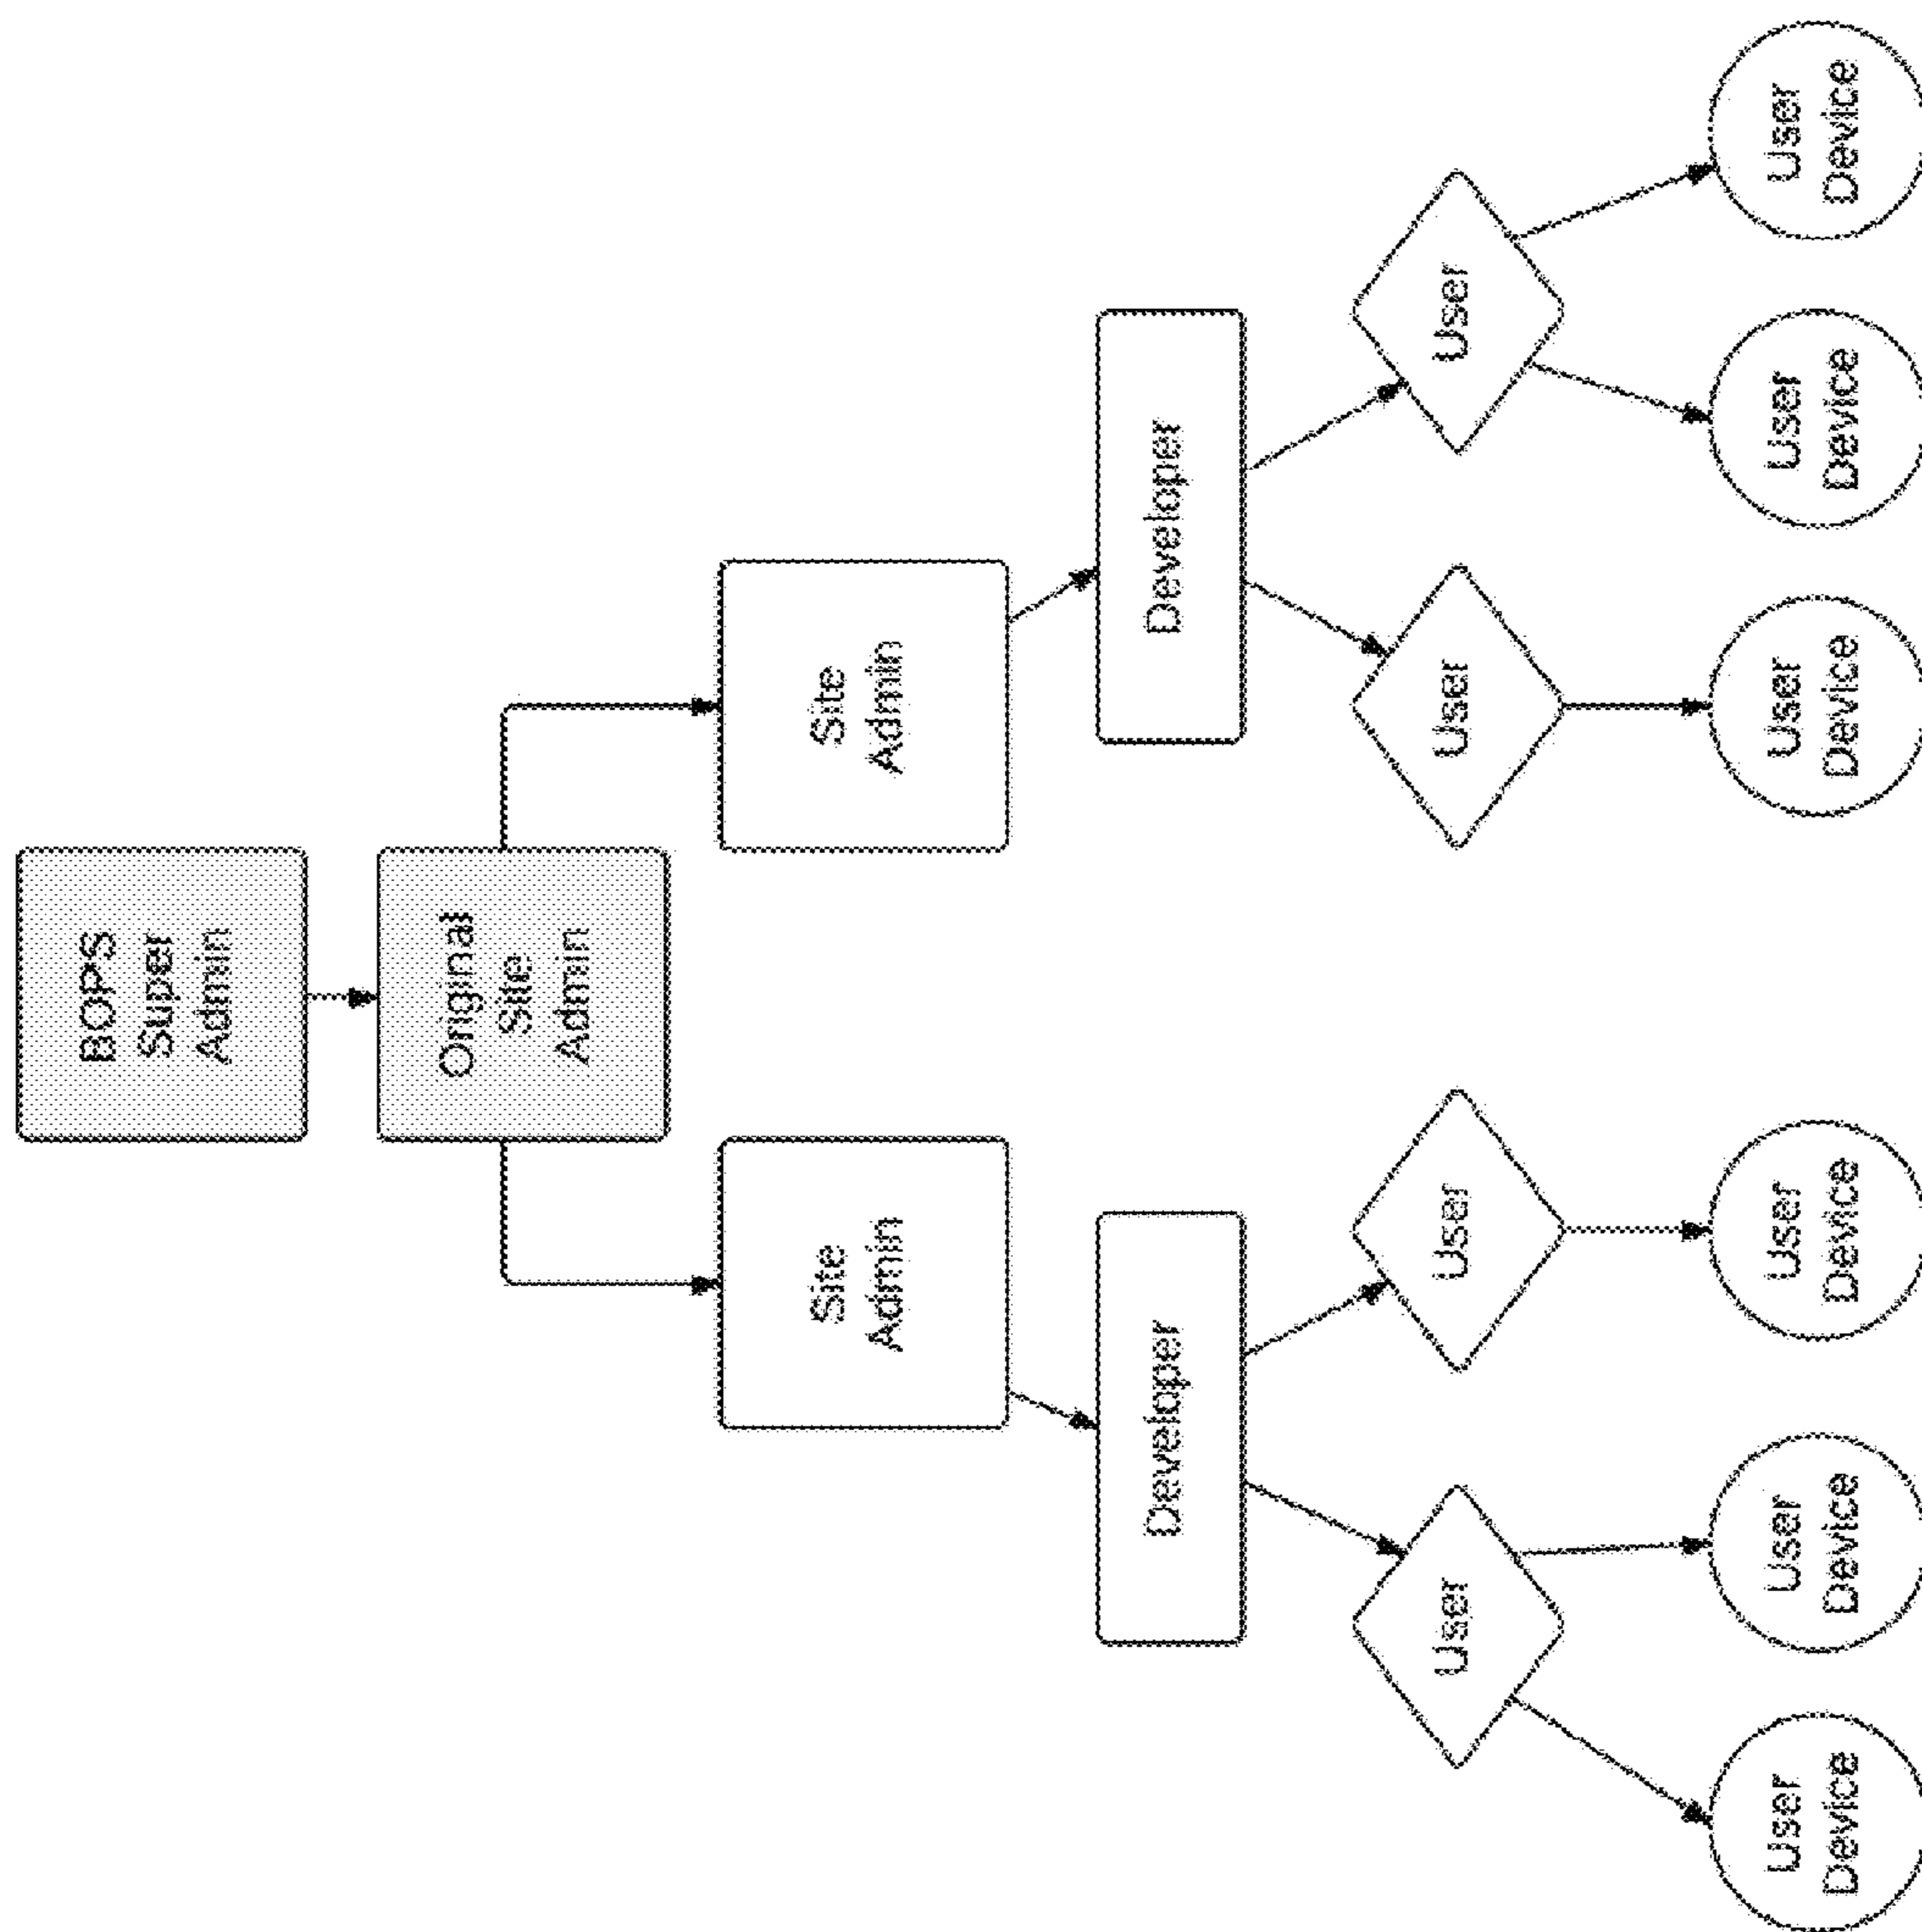 BOPS
Super
Admin
Original
Site
Admin
Site
Admin
Site
Admin
Developer
Developer
User
User
User
User
User
Device
User
Device
User
Device
User
Device
User
Device
User
Device